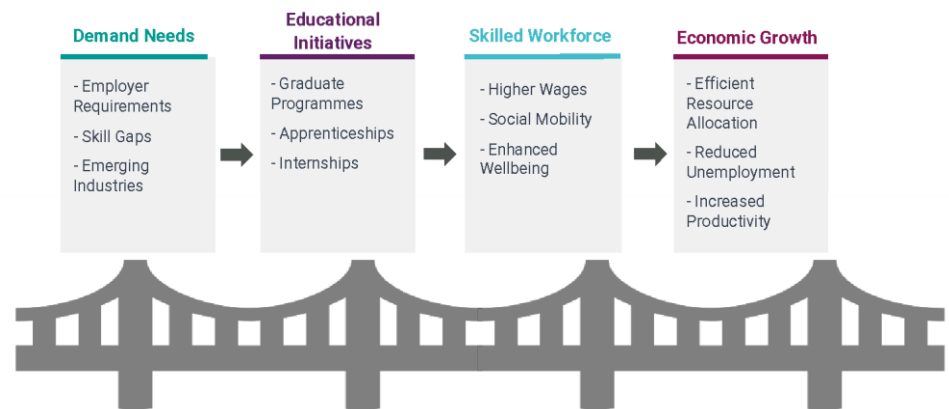 Demand Needs
- Employer
Requirements
- Skill Gaps
- Emerging
Industries
Educational
Initiatives
- Graduate
Programmes
- Apprenticeships
- Internships
Skilled Workforce
- Higher Wages
- Social Mobility
- Enhanced
Wellbeing
Economic Growth
- Efficient
Resource
Allocation
- Reduced
Unemployment
- Increased
Productivity